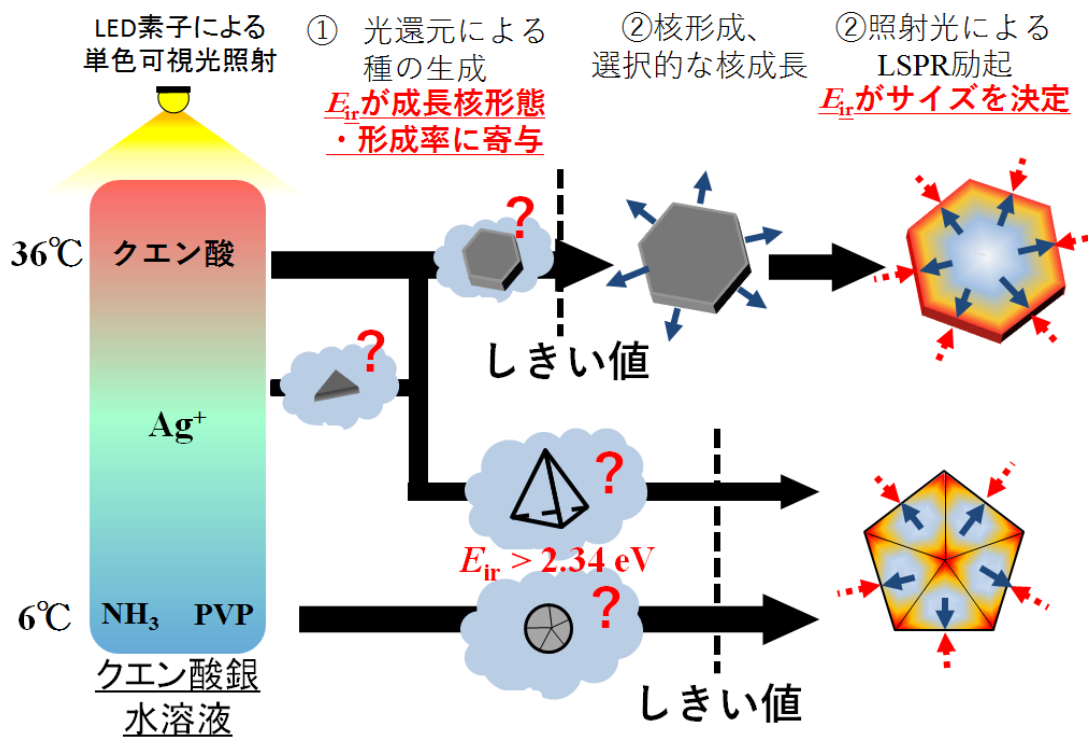 LED素子による
単色可視光照射
① 光還元による
種の生成
E_irが成長核形態
・形成率に寄与
②核形成、
選択的な核成長
②照射光による
LSPR励起
E_irがサイズを決定
36℃
クエン酸
?
しきい値
?
Ag⁺
?
E_ir > 2.34 eV
?
6℃
NH₃ PVP
しきい値
クエン酸銀
水溶液